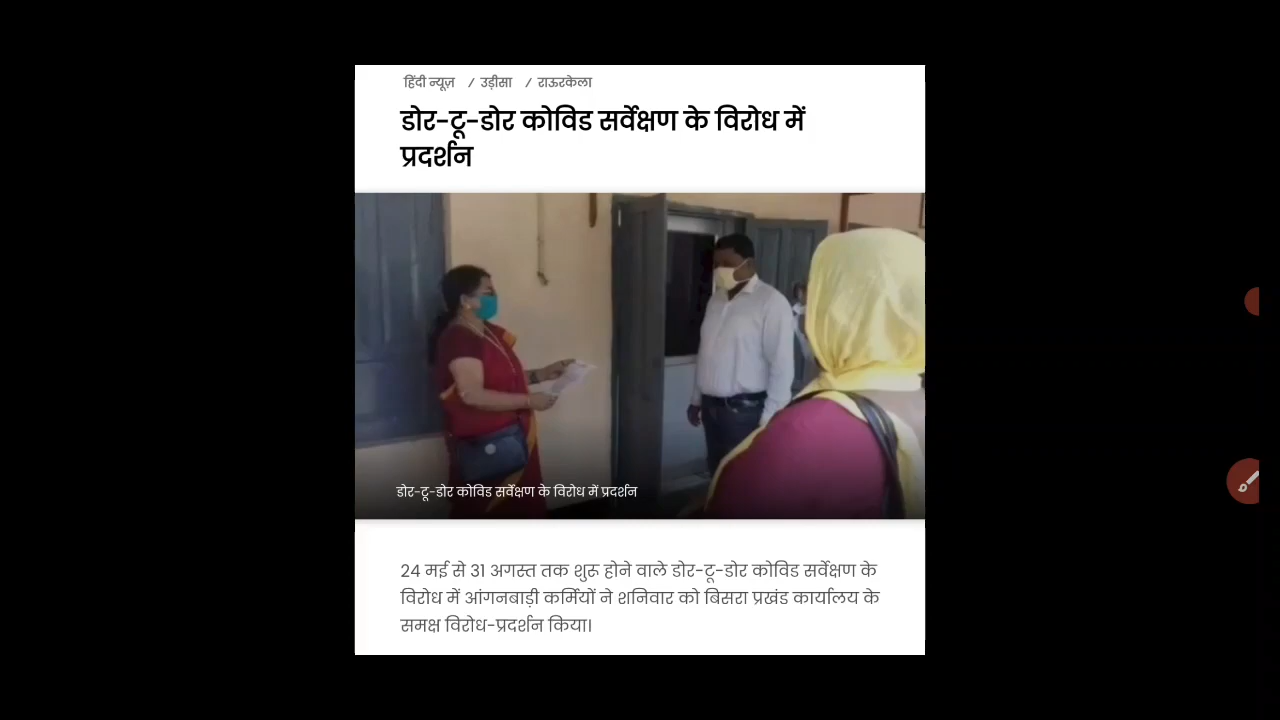 हिंदी न्यूज़ / उड़ीसा / राऊरकेला
डोर-टू-डोर कोविड सर्वेक्षण के विरोध में
प्रदर्शन
डोर-टू-डोर कोविड सर्वेक्षण के विरोध में प्रदर्शन
24 मई से 31 अगस्त तक शुरू होने वाले डोर-टू-डोर कोविड सर्वेक्षण के
विरोध में आंगनबाड़ी कर्मियों ने शनिवार को बिसरा प्रखंड कार्यालय के
समक्ष विरोध-प्रदर्शन किया।